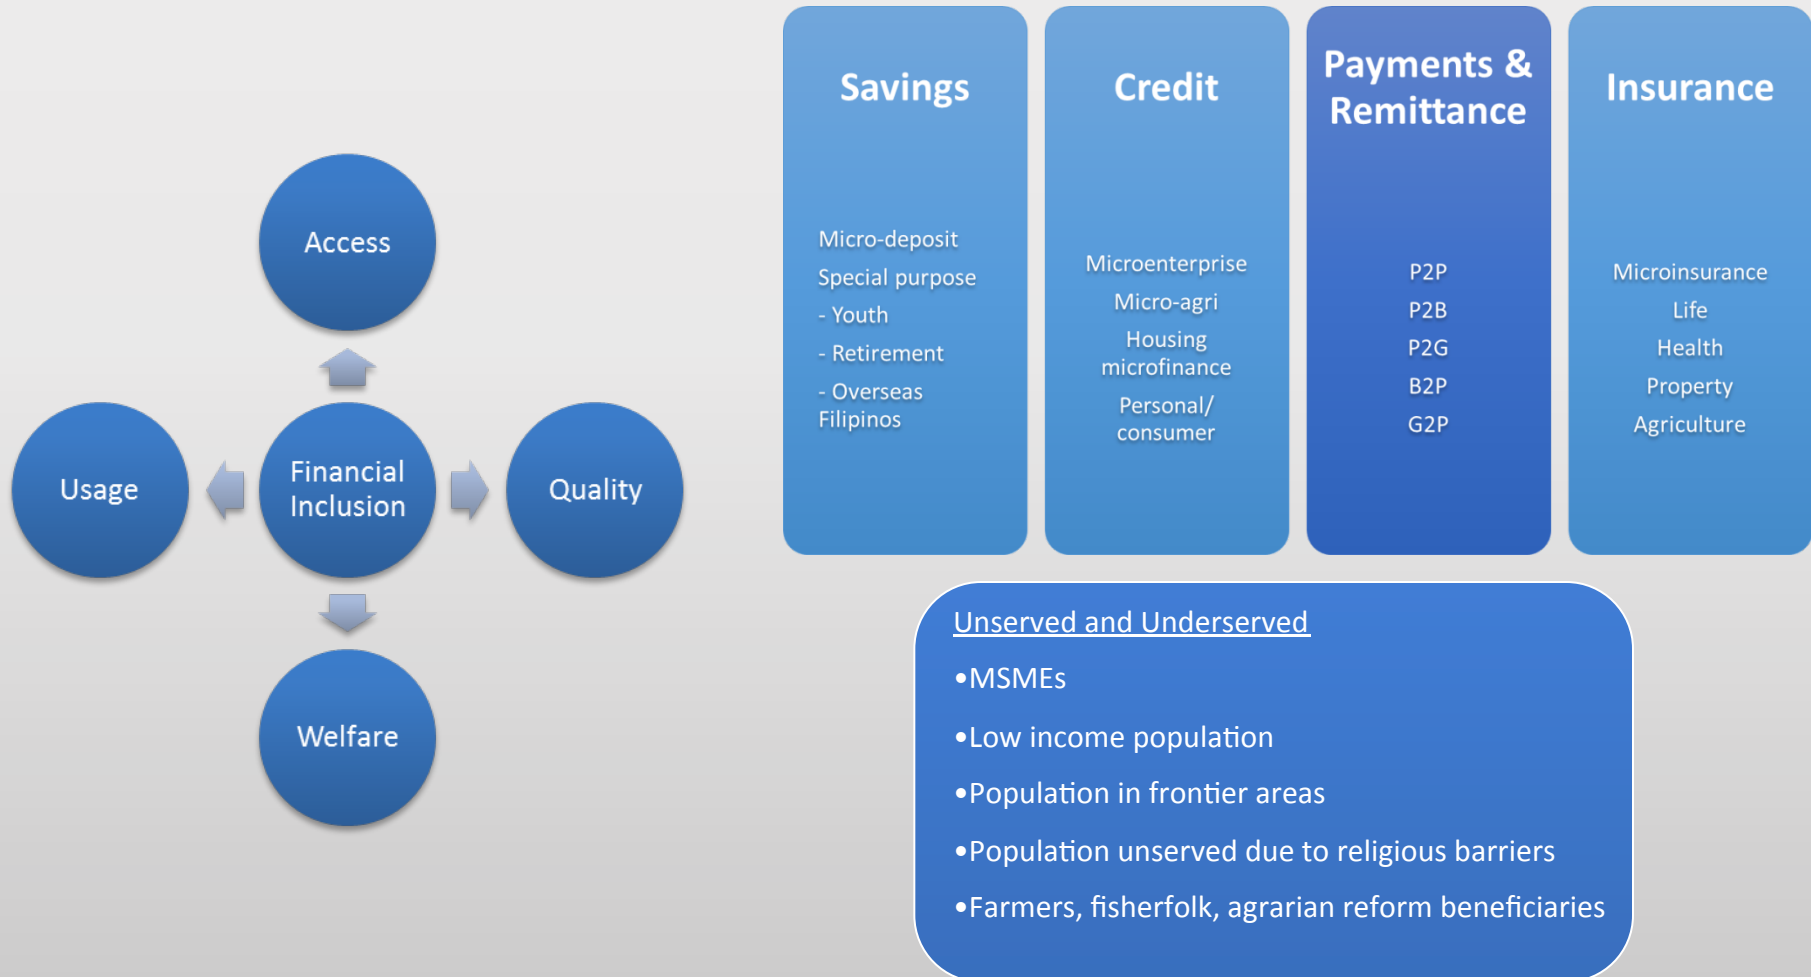 Access
Usage
Financial
Inclusion
Quality
Welfare
Savings
Micro-deposit
Special purpose
- Youth
- Retirement
- Overseas
Filipinos
Credit
Microenterprise
Micro-agri
Housing
microfinance
Personal/
consumer
Payments &
Remittance
P2P
P2B
P2G
B2P
G2P
Insurance
Microinsurance
Life
Health
Property
Agriculture
Unserved and Underserved
•MSMEs
•Low income population
•Population in frontier areas
•Population unserved due to religious barriers
•Farmers, fisherfolk, agrarian reform beneficiaries